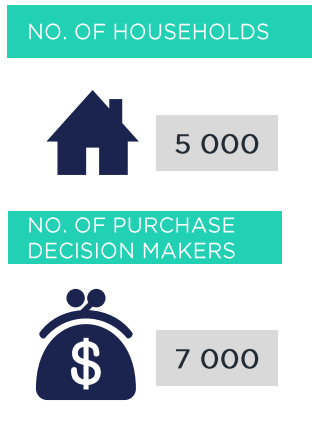 NO. OF HOUSEHOLDS
5 000
NO. OF PURCHASE
DECISION MAKERS
$
7 000